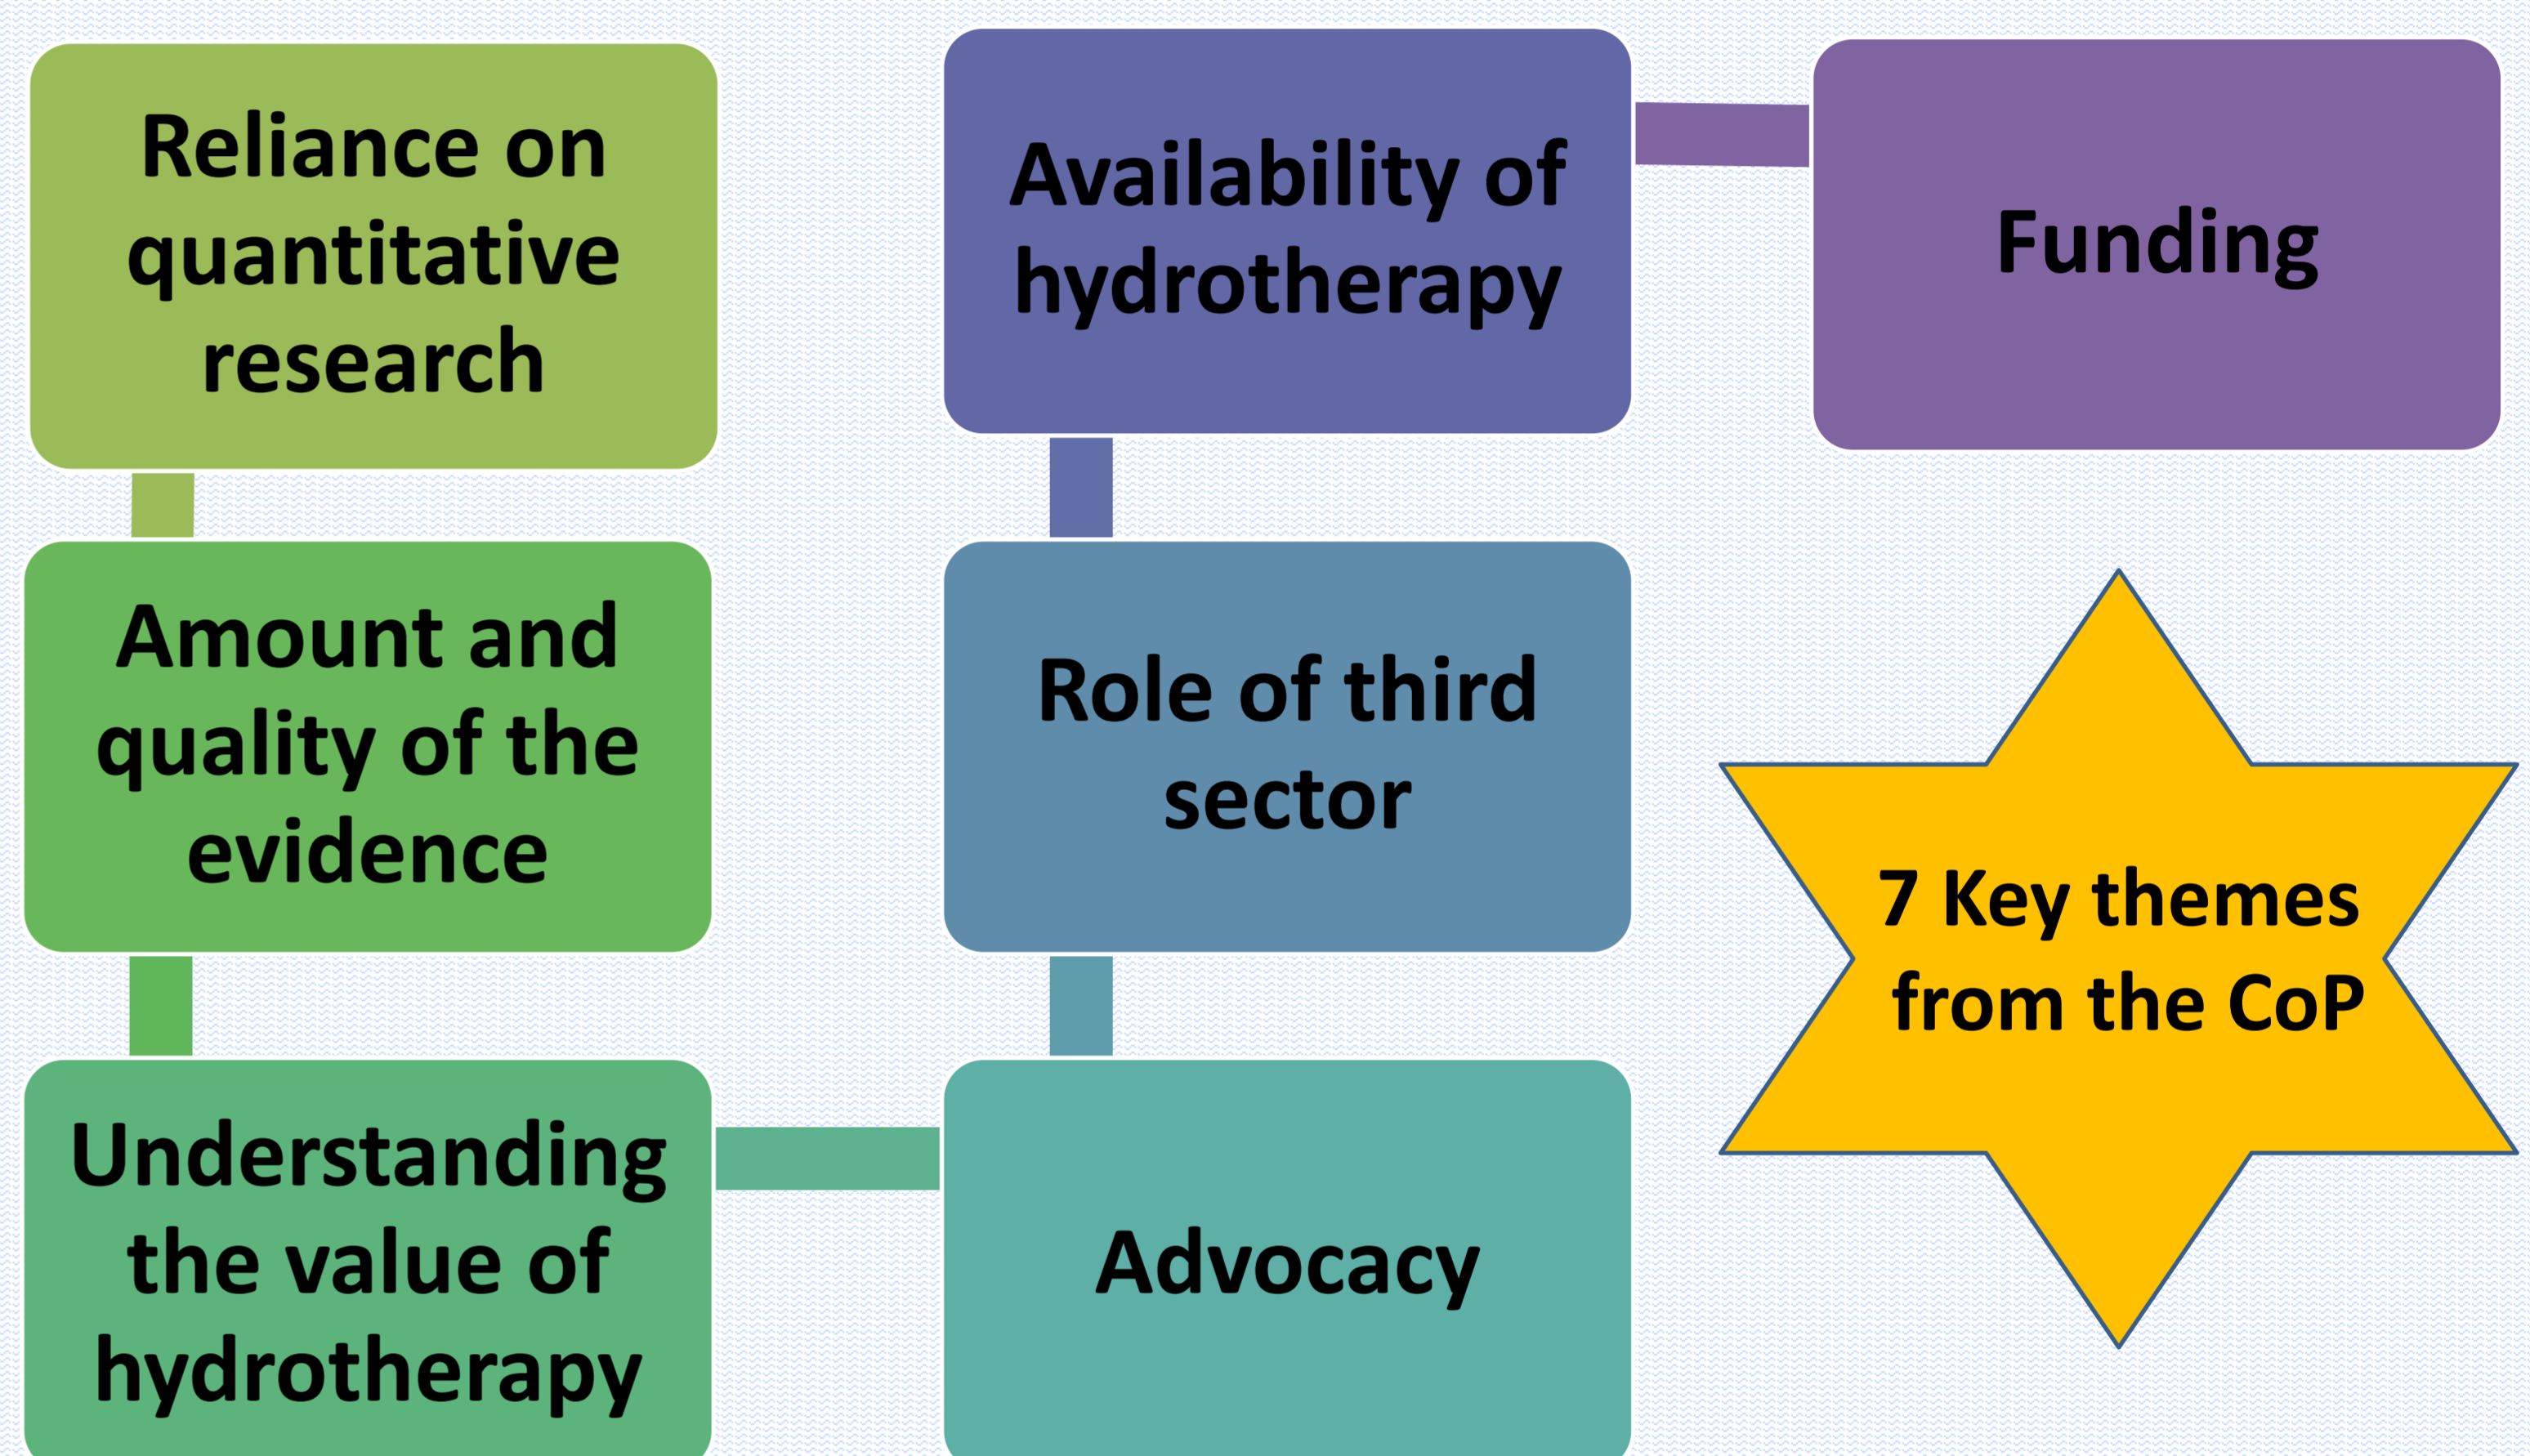 Reliance on
quantitative
research
Amount and
quality of the
evidence
Understanding
the value of
hydrotherapy
Advocacy
Role of third
sector
Availability of
hydrotherapy
Funding
7 Key themes
from the CoP